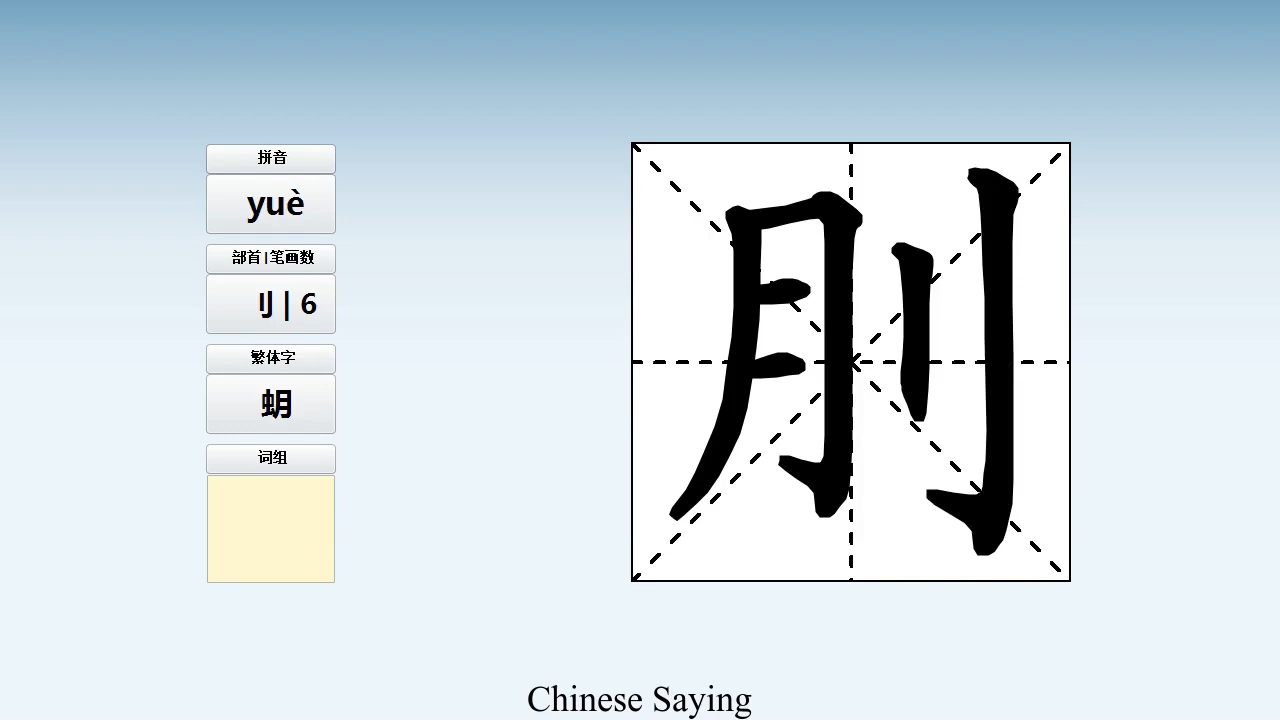 拼音
yuè
部首|笔画数
刂 | 6
繁体字
蚏
词组
刖
Chinese Saying